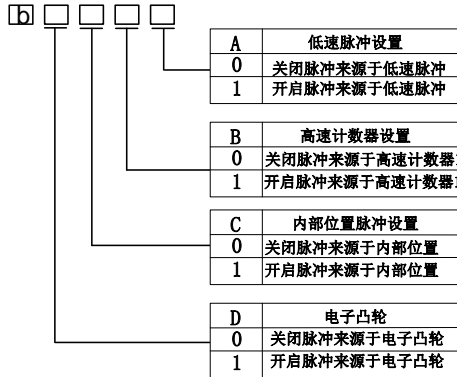 b
A 低速脉冲设置
0 关闭脉冲来源于低速脉冲
1 开启脉冲来源于低速脉冲
B 高速计数器设置
0 关闭脉冲来源于高速计数器
1 开启脉冲来源于高速计数器
C 内部位置脉冲设置
0 关闭脉冲来源于内部位置
1 开启脉冲来源于内部位置
D 电子凸轮
0 关闭脉冲来源于电子凸轮
1 开启脉冲来源于电子凸轮